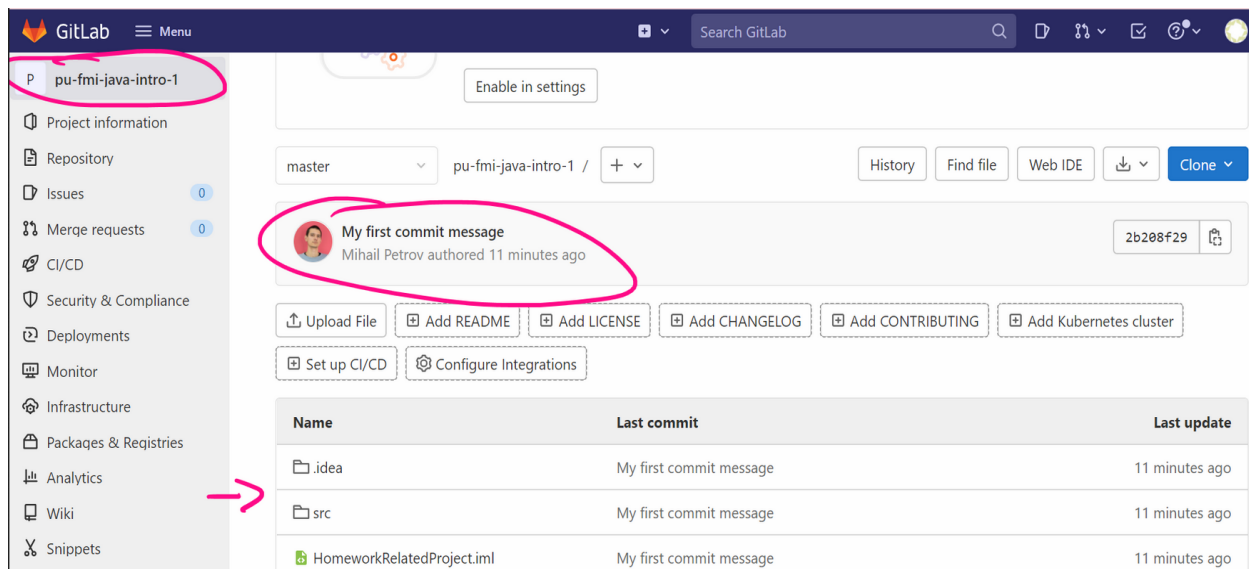 GitLab Menu Search GitLab
P pu-fmi-java-intro-1
Project information
Repository
Issues 0
Merge requests 0
CI/CD
Security & Compliance
Deployments
Monitor
Infrastructure
Packages & Registries
Analytics
Wiki
Snippets
Enable in settings
master pu-fmi-java-intro-1 / + History Find file Web IDE Clone
My first commit message
Mihail Petrov authored 11 minutes ago
2b208f29
Upload File Add README Add LICENSE Add CHANGELOG Add CONTRIBUTING Add Kubernetes cluster
Set up CI/CD Configure Integrations
Name Last commit Last update
.idea My first commit message 11 minutes ago
src My first commit message 11 minutes ago
HomeworkRelatedProject.iml My first commit message 11 minutes ago